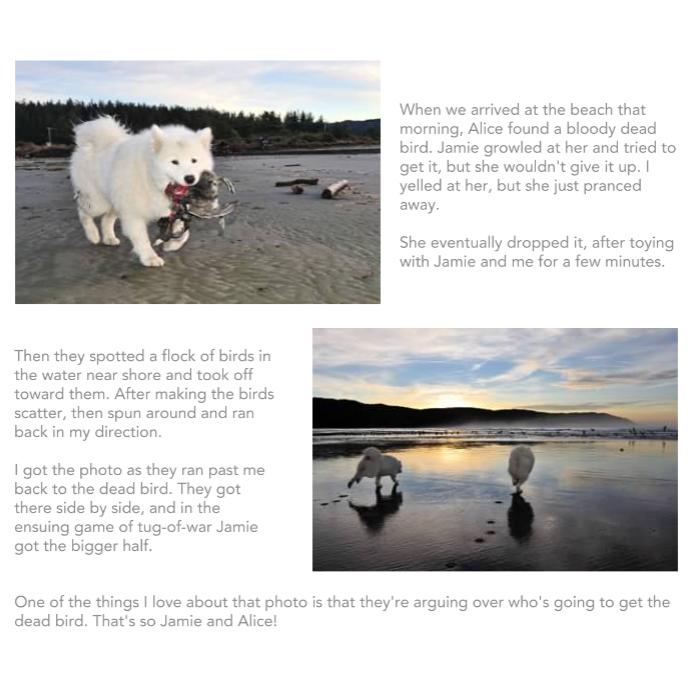 When we arrived at the beach that
morning, Alice found a bloody dead
bird. Jamie growled at her and tried to
get it, but she wouldn't give it up. I
yelled at her, but she just pranced
away.
She eventually dropped it, after toying
with Jamie and me for a few minutes.
Then they spotted a flock of birds in
the water near shore and took off
toward them. After making the birds
scatter, then spun around and ran
back in my direction.
I got the photo as they ran past me
back to the dead bird. They got
there side by side, and in the
ensuing game of tug-of-war Jamie
got the bigger half.
One of the things I love about that photo is that they're arguing over who's going to get the
dead bird. That's so Jamie and Alice!